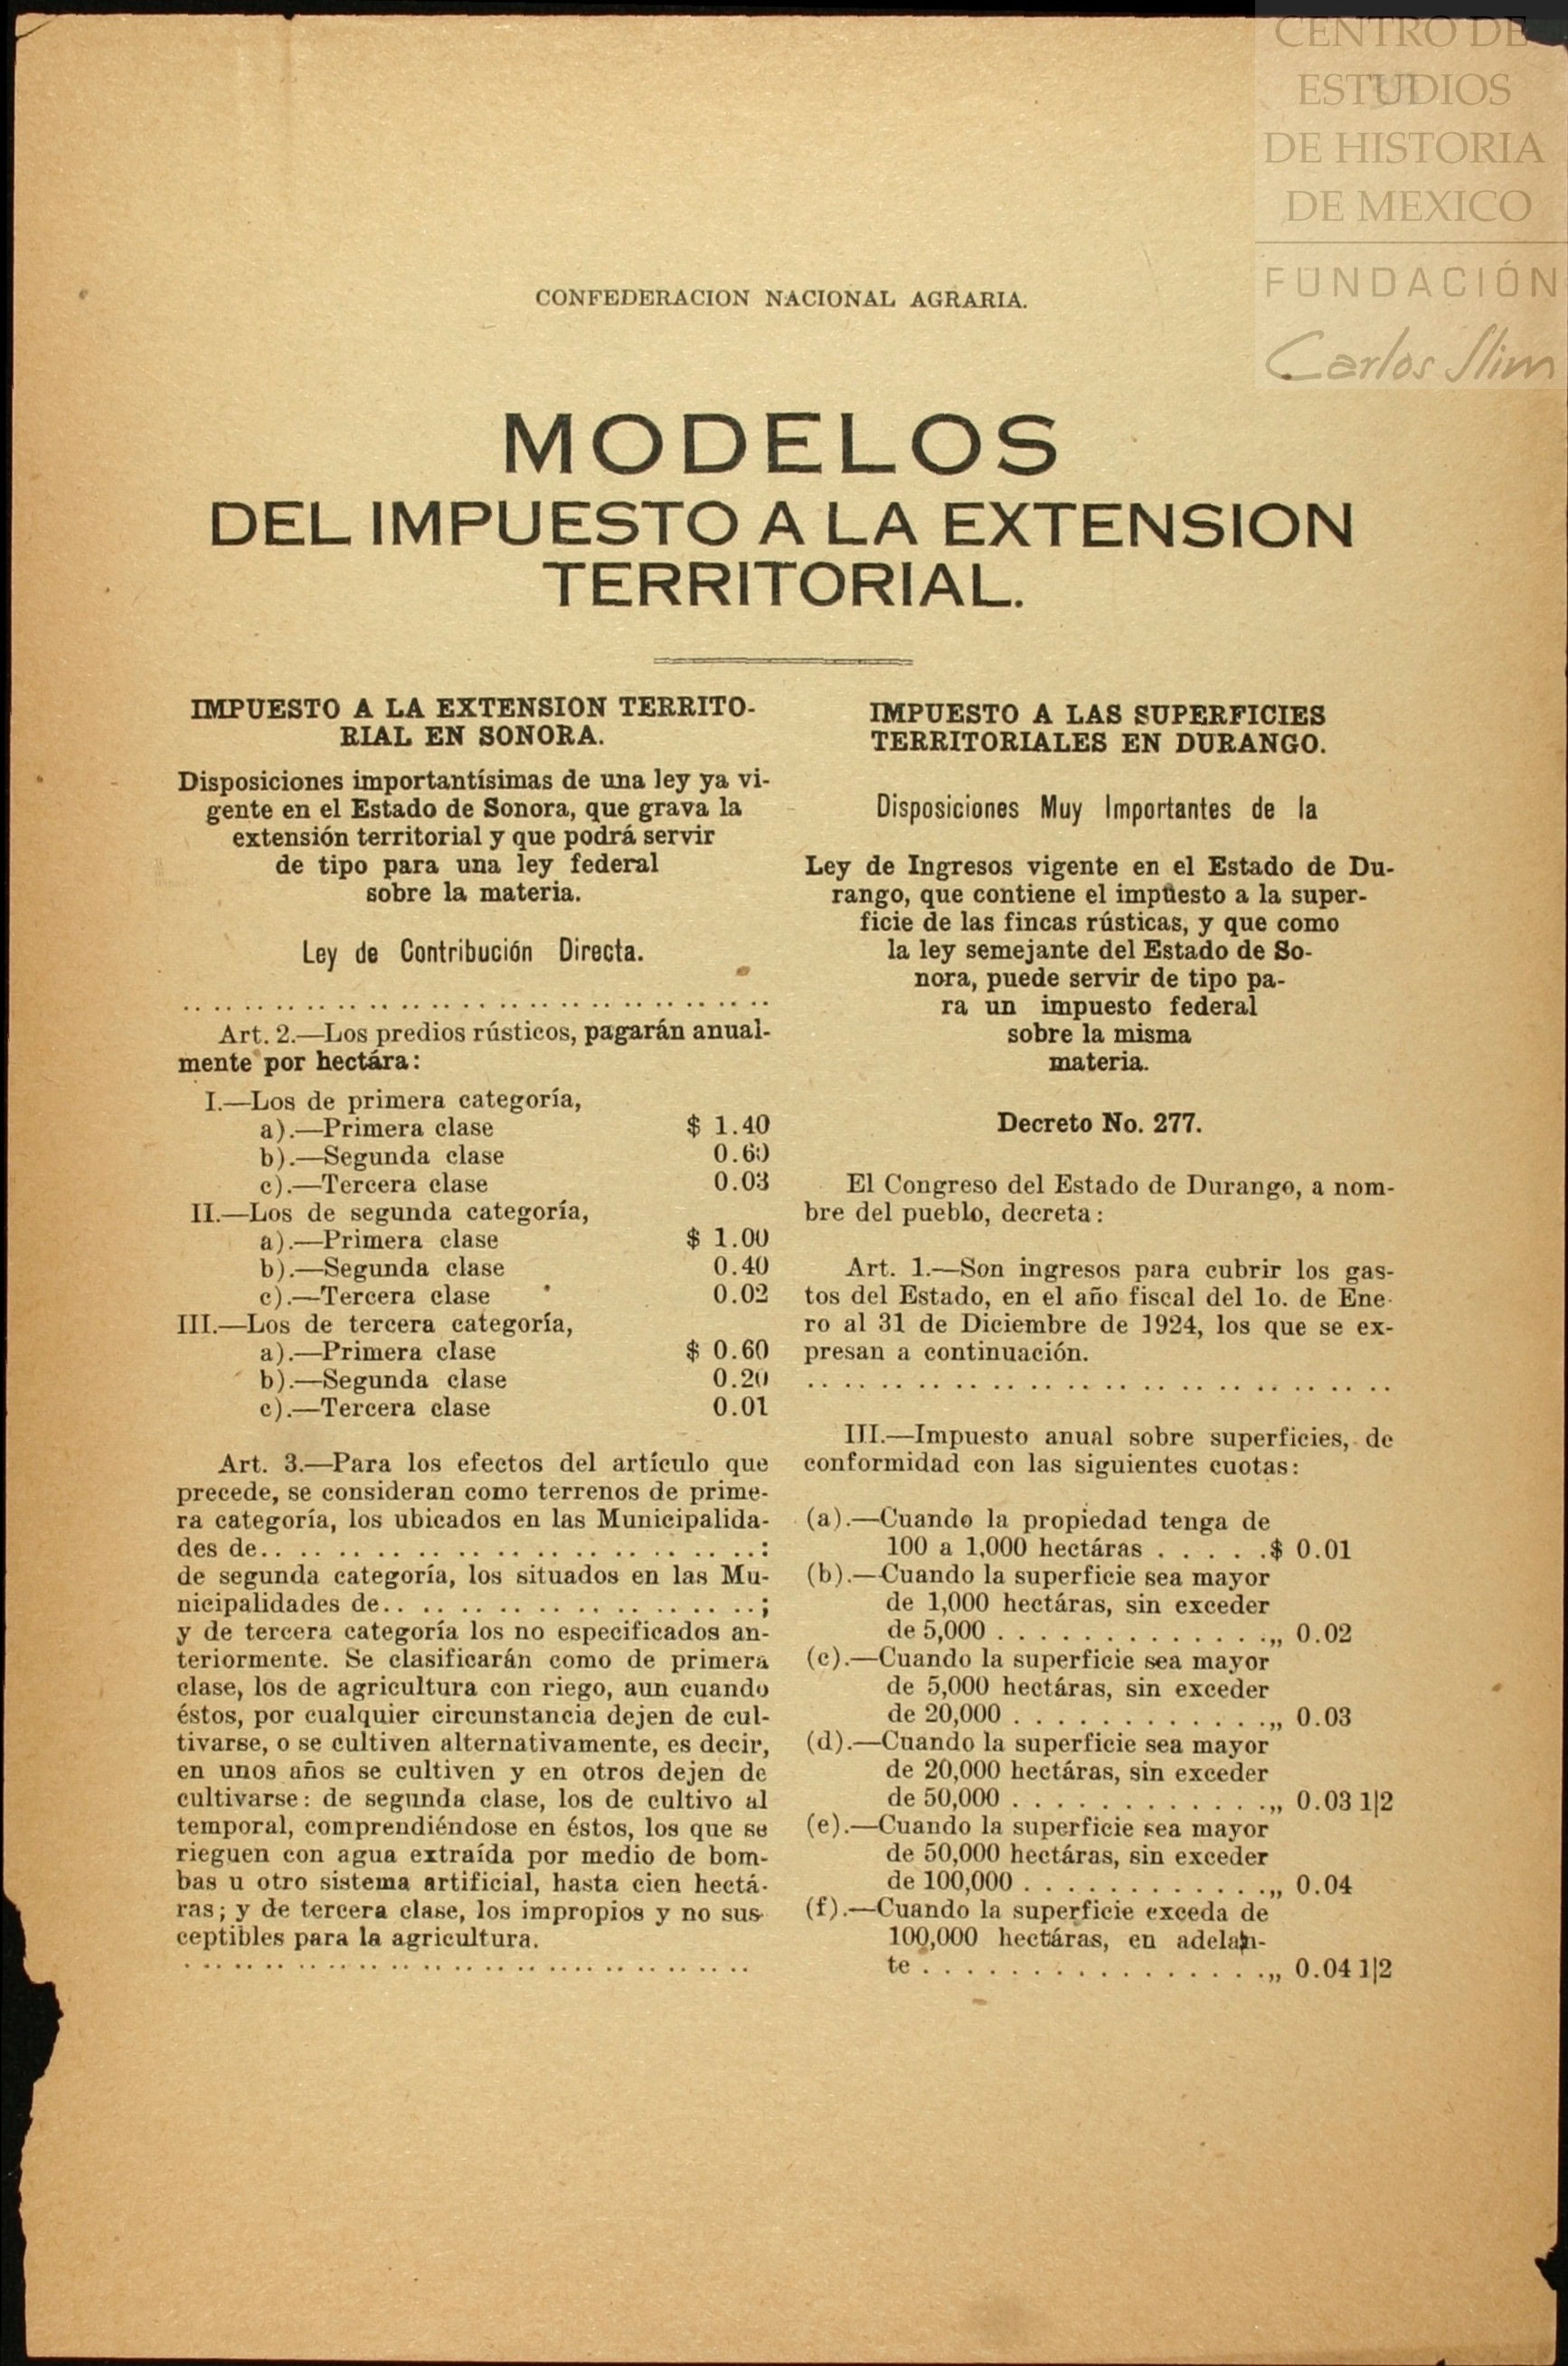 CENTRO DE
ESTUDIOS
DE HISTORIA
DE MEXICO
FUNDACIÓN
Carlos Slim
CONFEDERACION NACIONAL AGRARIA.
MODELOS
DEL IMPUESTO A LA EXTENSION
TERRITORIAL.
IMPUESTO A LA EXTENSION TERRITO-
RIAL EN SONORA.
Disposiciones importantísimas de una ley ya vi-
gente en el Estado de Sonora, que grava la
extensión territorial y que podrá servir
de tipo para una ley federal
sobre la materia.
Ley de Contribución Directa.
. . . . . . . . . . . . . . . . . . . . . . . . . . . . . . . . . . . . . .
Art. 2.—Los predios rústicos, pagarán anual-
mente por hectára:
I.—Los de primera categoría,
a).—Primera clase $ 1.40
b).—Segunda clase 0.60
c).—Tercera clase 0.03
II.—Los de segunda categoría,
a).—Primera clase $ 1.00
b).—Segunda clase 0.40
c).—Tercera clase 0.02
III.—Los de tercera categoría,
a).—Primera clase $ 0.60
b).—Segunda clase 0.20
c).—Tercera clase 0.01
Art. 3.—Para los efectos del artículo que
precede, se consideran como terrenos de prime-
ra categoría, los ubicados en las Municipalida-
des de.. .. .. .. .. .. .. .. .. .. .. .. ..:
de segunda categoría, los situados en las Mu-
nicipalidades de.. .. .. .. .. .. .. .. .. ..;
y de tercera categoría los no especificados an-
teriormente. Se clasificarán como de primera
clase, los de agricultura con riego, aun cuando
éstos, por cualquier circunstancia dejen de cul-
tivarse, o se cultiven alternativamente, es decir,
en unos años se cultiven y en otros dejen de
cultivarse: de segunda clase, los de cultivo al
temporal, comprendiéndose en éstos, los que se
rieguen con agua extraída por medio de bom-
bas u otro sistema artificial, hasta cien hectá-
ras; y de tercera clase, los impropios y no sus-
ceptibles para la agricultura.
. . . . . . . . . . . . . . . . . . . . . . . . . . . . . . . . . . . . . .
IMPUESTO A LAS SUPERFICIES
TERRITORIALES EN DURANGO.
Disposiciones Muy Importantes de la
Ley de Ingresos vigente en el Estado de Du-
rango, que contiene el impuesto a la super-
ficie de las fincas rústicas, y que como
la ley semejante del Estado de So-
nora, puede servir de tipo pa-
ra un impuesto federal
sobre la misma
materia.
Decreto No. 277.
El Congreso del Estado de Durango, a nom-
bre del pueblo, decreta:
Art. 1.—Son ingresos para cubrir los gas-
tos del Estado, en el año fiscal del 1o. de Ene-
ro al 31 de Diciembre de 1924, los que se ex-
presan a continuación.
. . . . . . . . . . . . . . . . . . . . . . . . . . . . . . . .
III.—Impuesto anual sobre superficies, de
conformidad con las siguientes cuotas:
(a).—Cuando la propiedad tenga de
100 a 1,000 hectáras . . . . . .$ 0.01
(b).—Cuando la superficie sea mayor
de 1,000 hectáras, sin exceder
de 5,000 . . . . . . . . . . . . . .„ 0.02
(c).—Cuando la superficie sea mayor
de 5,000 hectáras, sin exceder
de 20,000 . . . . . . . . . . . . .„ 0.03
(d).—Cuando la superficie sea mayor
de 20,000 hectáras, sin exceder
de 50,000 . . . . . . . . . . . . .„ 0.03 1|2
(e).—Cuando la superficie sea mayor
de 50,000 hectáras, sin exceder
de 100,000 . . . . . . . . . . . .„ 0.04
(f).—Cuando la superficie exceda de
100,000 hectáras, en adelan-
te . . . . . . . . . . . . . . . . .„ 0.04 1|2